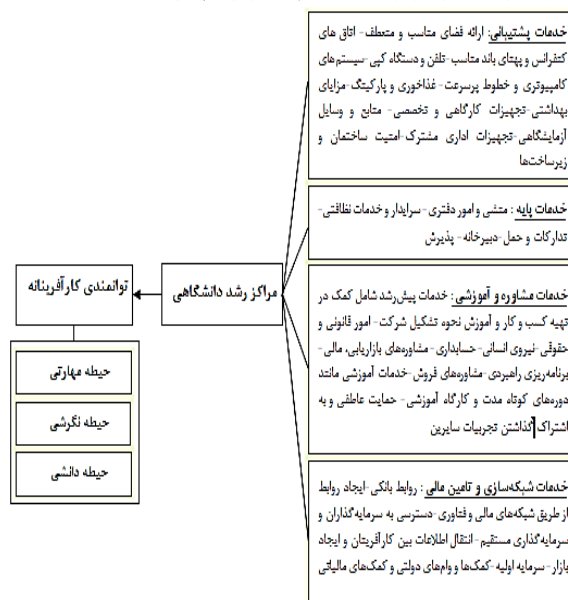 خدمات پشتیبانی: ارائه فضای مناسب و منعطف- اتاق های
کنفرانس و پهنای باند مناسب- تلفن و دستگاه کپی-سیستم‌های
کامپیوتری و خطوط پرسرعت- غذاخوری و پارکینگ- مزایای
بهداشتی-تجهیزات کارگاهی و تخصصی- منابع و وسایل
آزمایشگاهی-تجهیزات اداری مشترک-امنیت ساختمان و
زیرساخت‌ها
خدمات پایه : منشی و امور دفتری- سرایدار و خدمات نظافتی-
تدارکات و حمل-دبیرخانه- پذیرش
خدمات مشاوره و آموزشی : خدمات پیش‌رشد شامل کمک در
تهیه کسب و کار و آموزش نحوه تشکیل شرکت- امور قانونی و
حقوقی-نیروی انسانی- حسابداری- مشاوره‌های بازاریابی، مالی-
برنامه‌ریزی راهبردی-مشاوره‌های فروش-خدمات آموزشی مانند
دوره‌های کوتاه مدت و کارگاه آموزشی- حمایت عاطفی و به
اشتراک گذاشتن تجربیات سایرین
خدمات شبکه‌سازی و تامین مالی : روابط بانکی-ایجاد روابط
از طریق شبکه‌های مالی و فناوری-دسترسی به سرمایه گذاران و
سرمایه گذاری مستقیم- انتقال اطلاعات بین کارآفرینان و ایجاد
بازار- سرمایه اولیه-کمک‌ها و وام‌های دولتی و کمک‌های مالیاتی
مراکز رشد دانشگاهی
توانمندی کارآفرینانه
حیطه مهارتی
حیطه نگرشی
حیطه دانشی